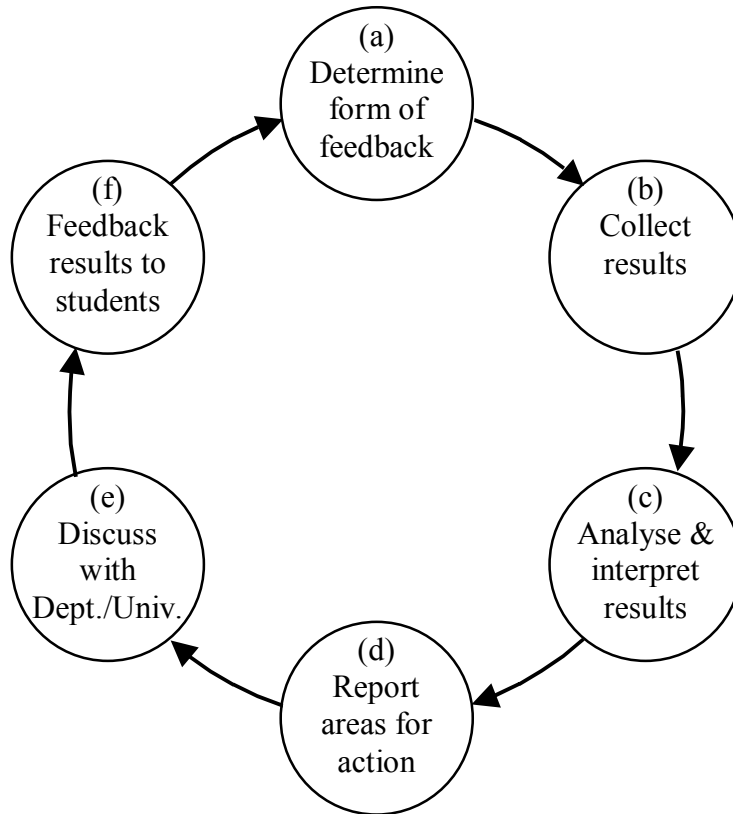 (a)
Determine
form of
feedback
(b)
Collect
results
(c)
Analyse &
interpret
results
(d)
Report
areas for
action
(e)
Discuss
with
Dept./Univ.
(f)
Feedback
results to
students